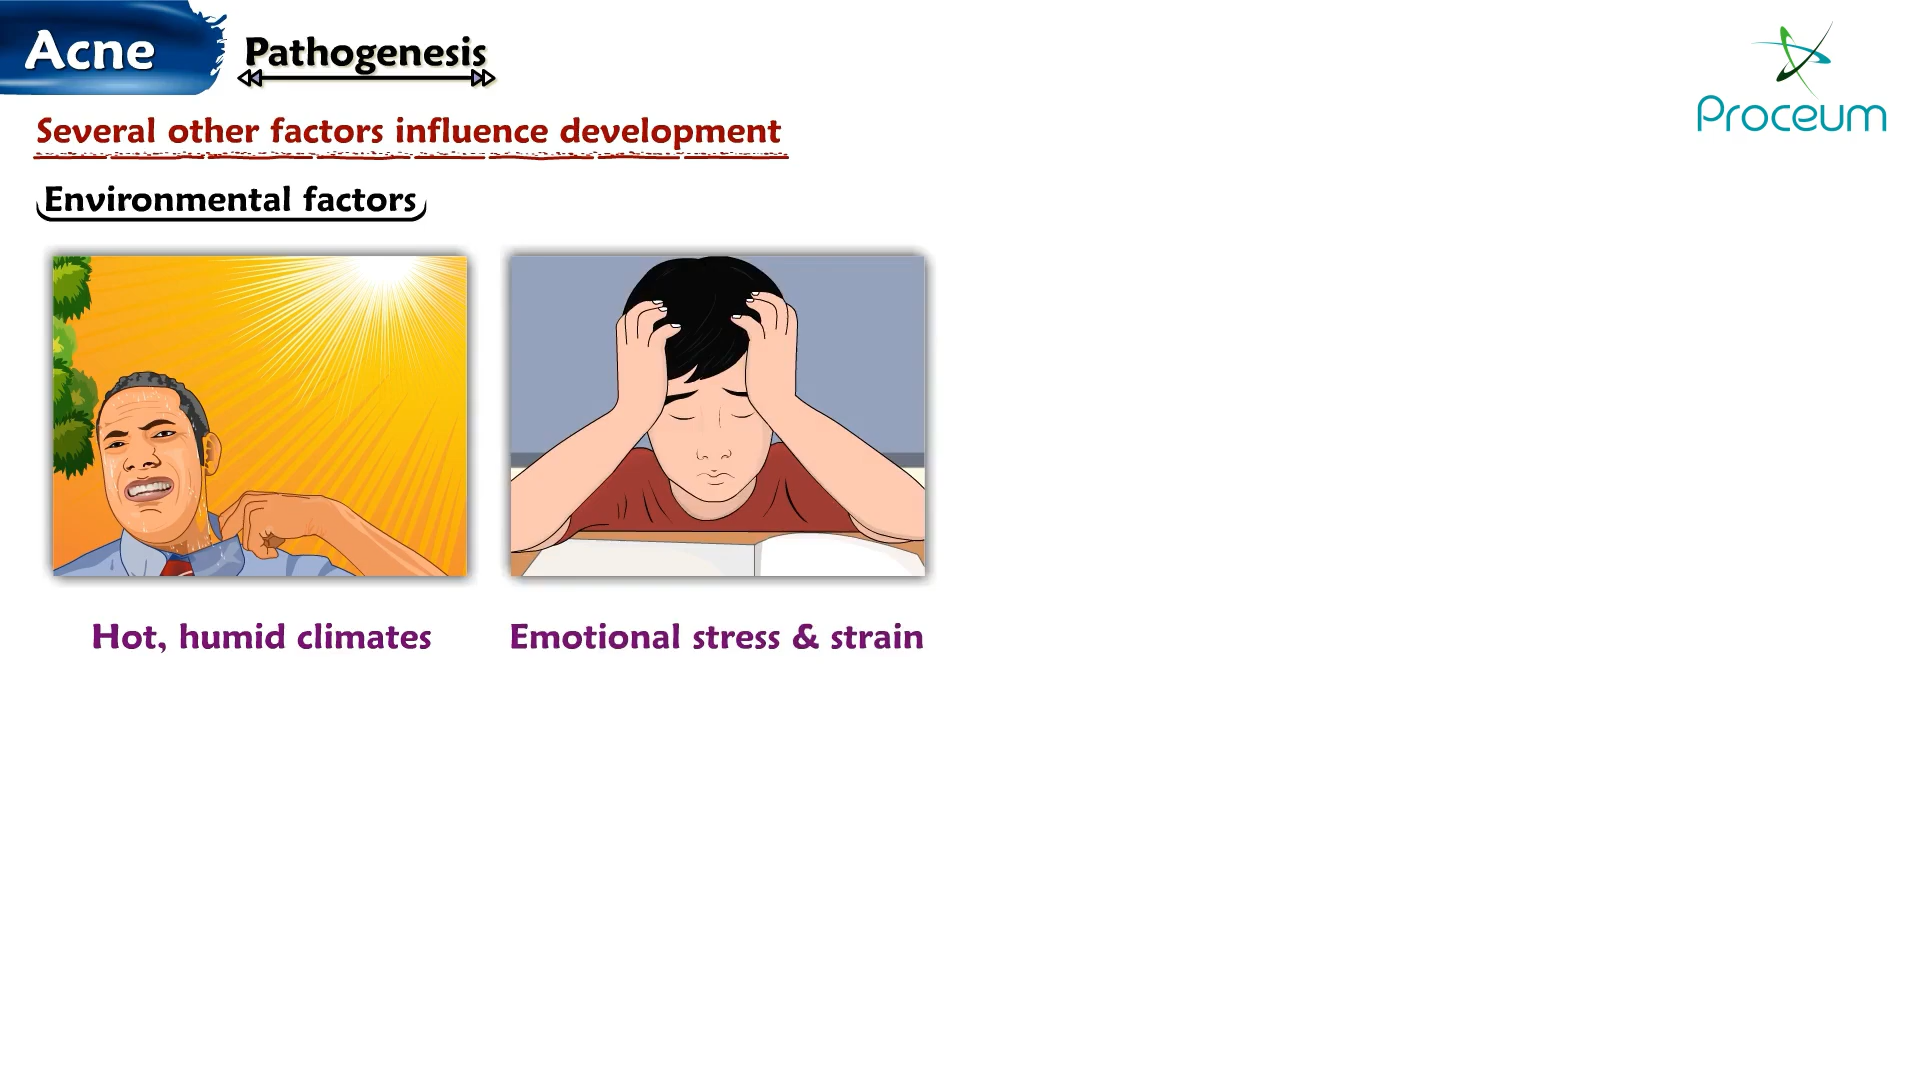 Acne
Pathogenesis
Proceum
Several other factors influence development
Environmental factors
Hot, humid climates
Emotional stress & strain